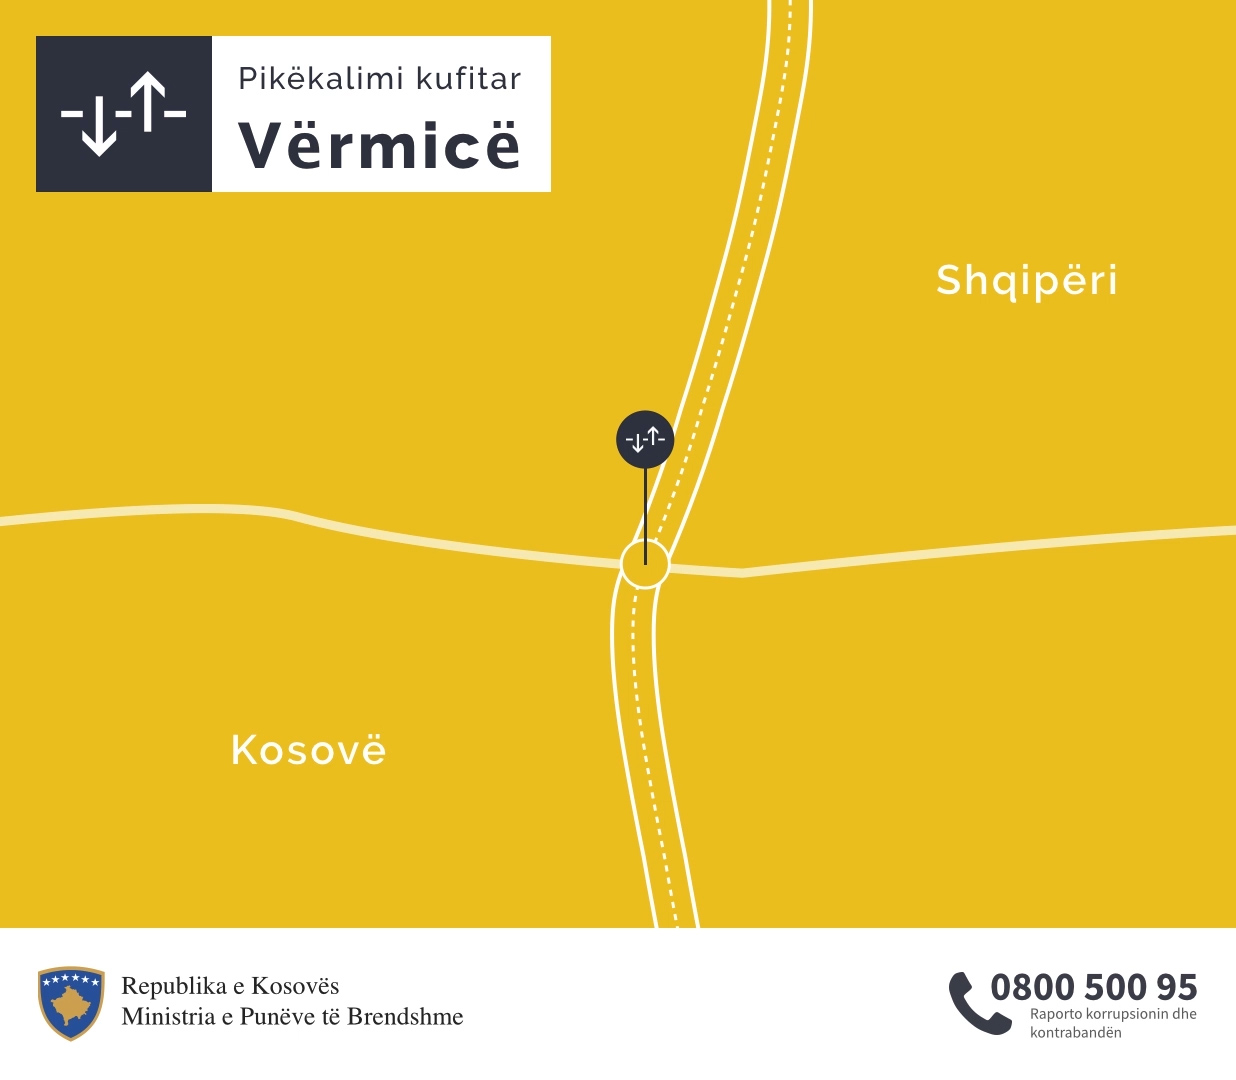 Pikëkalimi kufitar
Vërmicë
Shqipëri
Kosovë
Republika e Kosovës
Ministria e Punëve të Brendshme
0800 500 95
Raporto korrupsionin dhe
kontrabandën